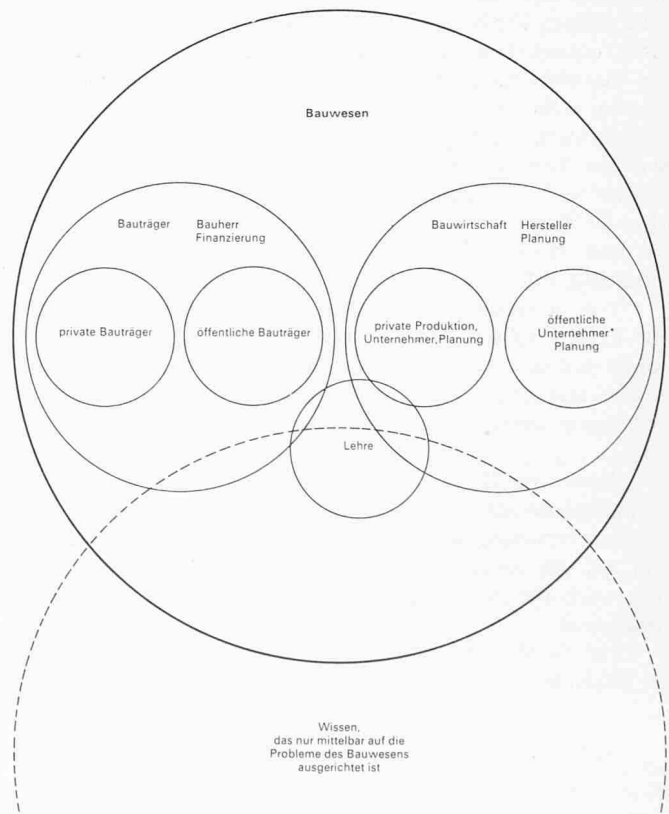 Bauwesen
Bauträger Bauherr
Finanzierung
Bauwirtschaft Hersteller
Planung
private Bauträger
öffentliche Bauträger
private Produktion,
Unternehmer, Planung
öffentliche
Unternehmer*
Planung
Lehre
Wissen,
das nur mittelbar auf die
Probleme des Bauwesens
ausgerichtet ist